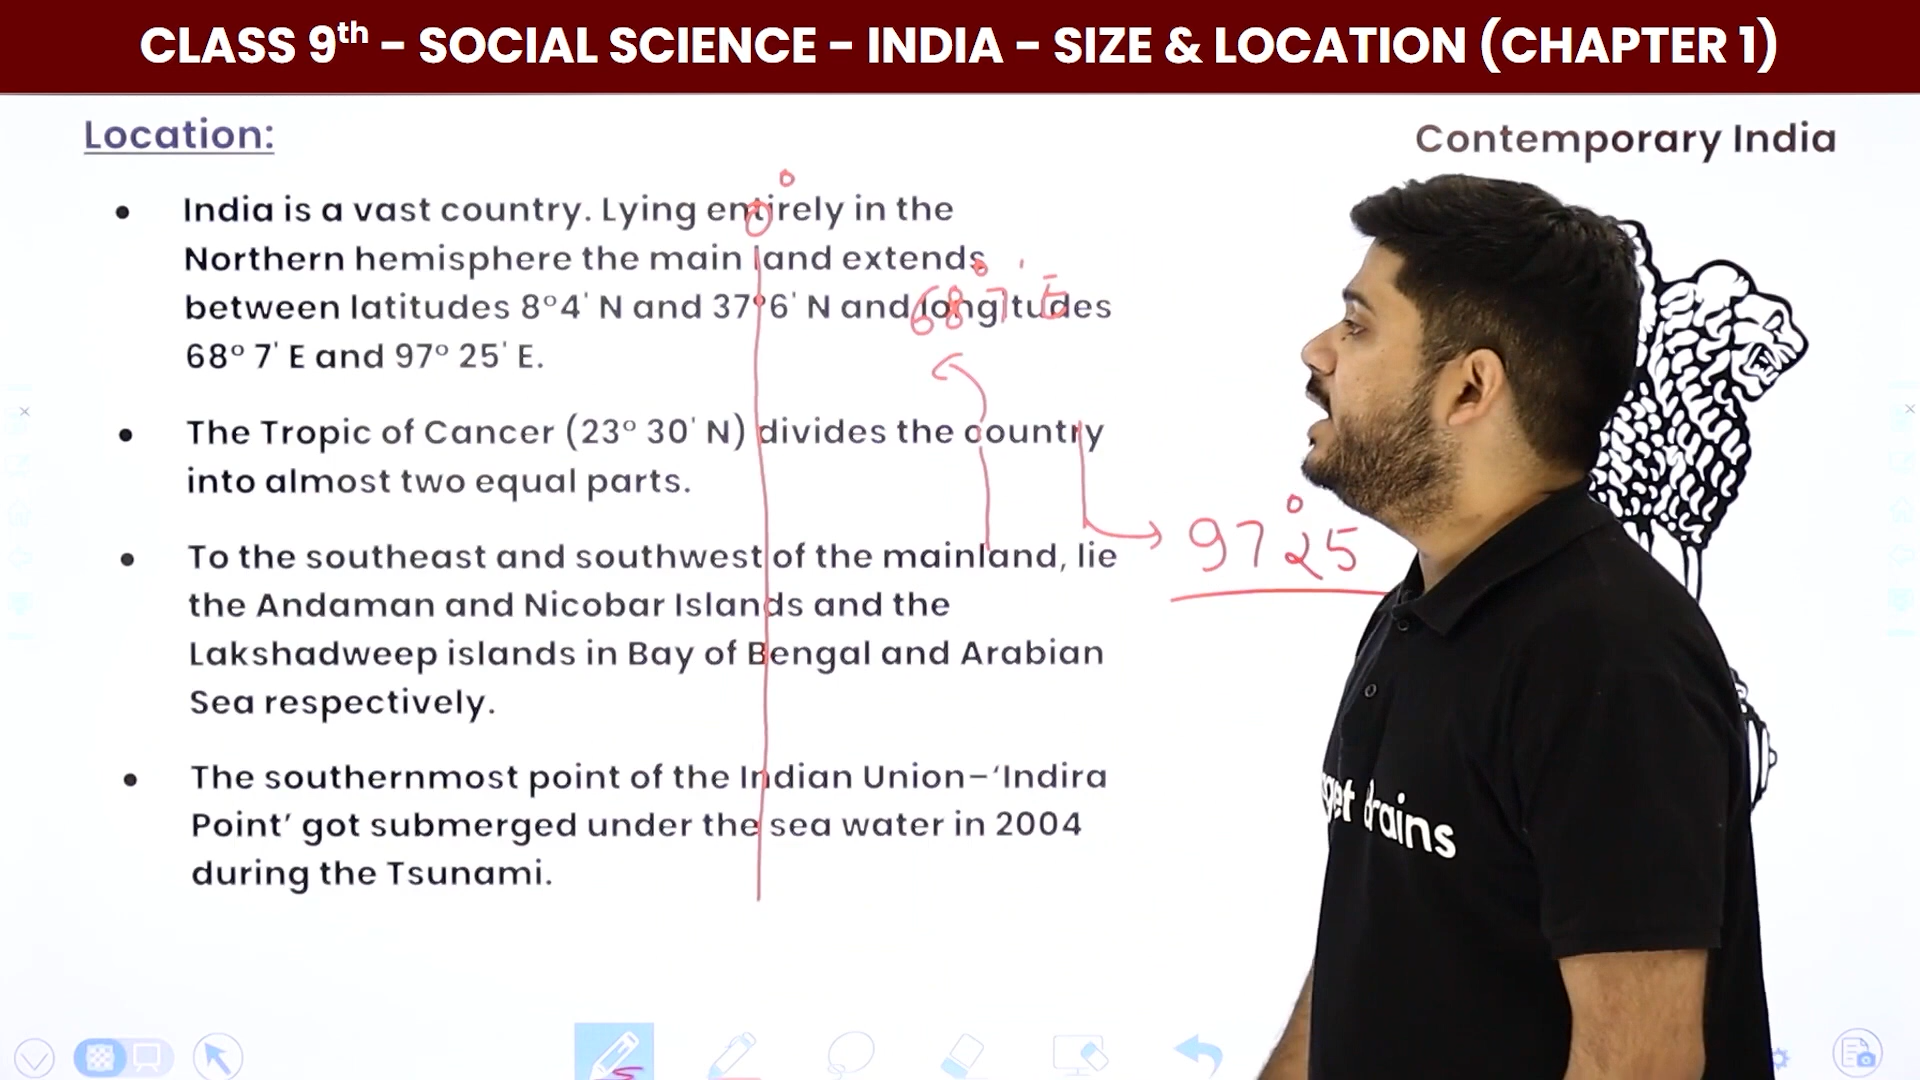 CLASS 9th – SOCIAL SCIENCE – INDIA – SIZE & LOCATION (CHAPTER 1)
Location:
Contemporary India
• India is a vast country. Lying entirely in the
Northern hemisphere the main land extends
between latitudes 8°4' N and 37°6' N and longitudes
68° 7' E and 97° 25' E.
• The Tropic of Cancer (23° 30' N) divides the country
into almost two equal parts.
• To the southeast and southwest of the mainland, lie
the Andaman and Nicobar Islands and the
Lakshadweep islands in Bay of Bengal and Arabian
Sea respectively.
• The southernmost point of the Indian Union–‘Indira
Point’ got submerged under the sea water in 2004
during the Tsunami.
0°
68° 7' E
97° 25
get brains